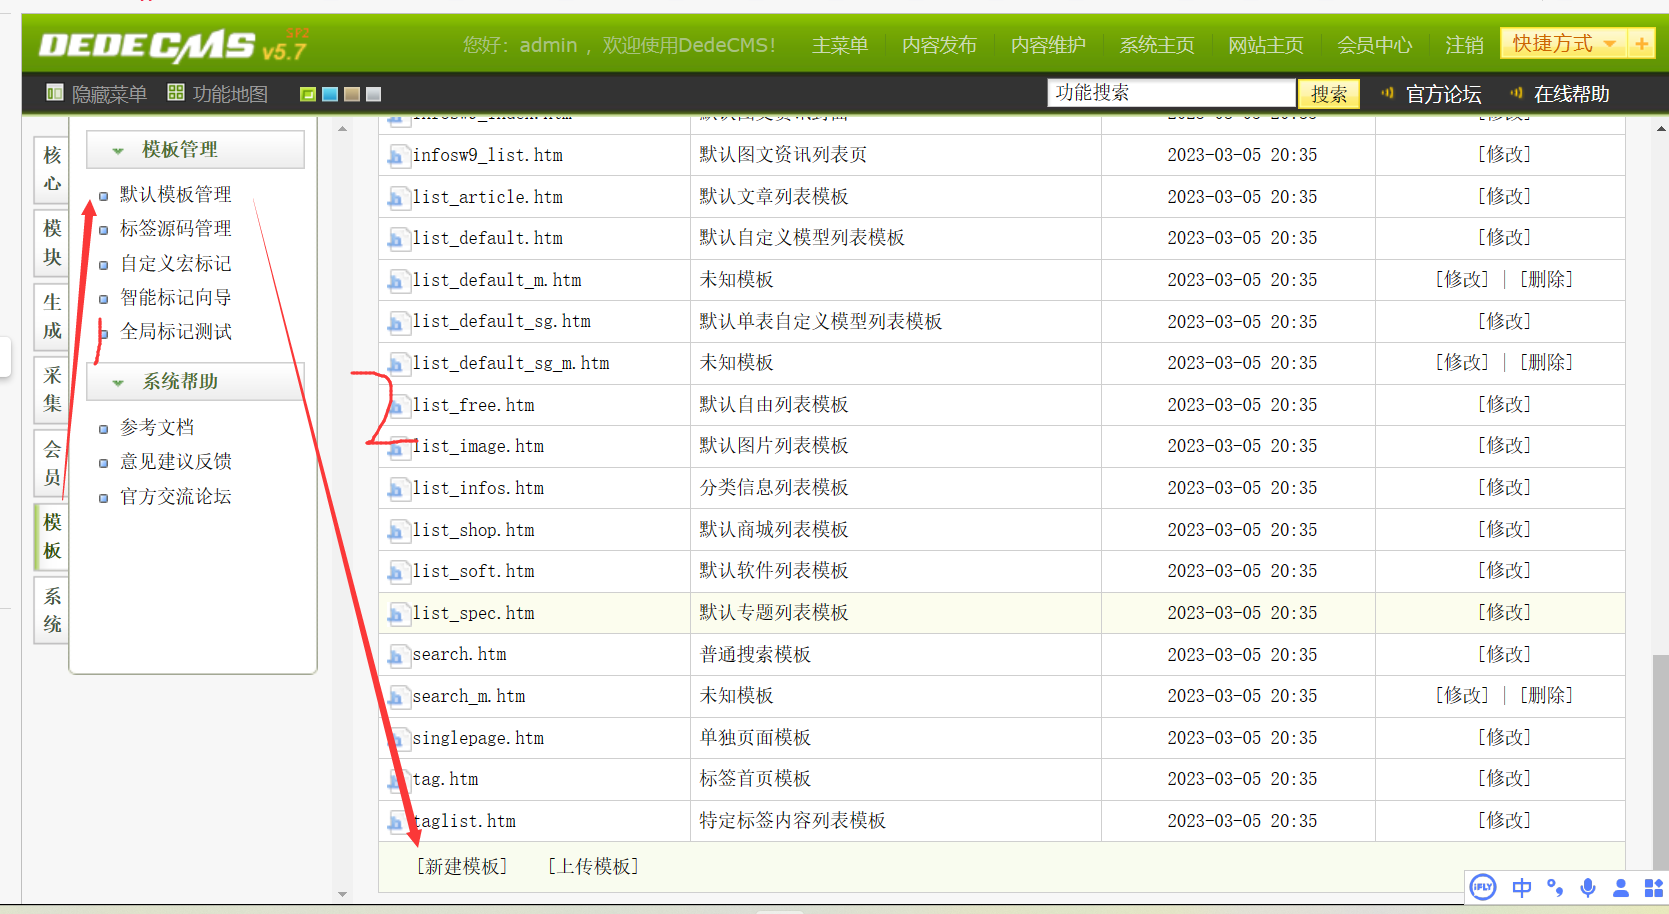 DEDECMS v5.7 SP2
您好：admin ，欢迎使用DedeCMS！ 主菜单 内容发布 内容维护 系统主页 网站主页 会员中心 注销 快捷方式 +
隐藏菜单 功能地图 功能搜索 搜索 官方论坛 在线帮助
核心
模块
生成
采集
会员
模板
系统
模板管理
默认模板管理
标签源码管理
自定义宏标记
智能标记向导
全局标记测试
系统帮助
参考文档
意见建议反馈
官方交流论坛
infosw9_list.htm 默认图文资讯列表页 2023-03-05 20:35 [修改]
list_article.htm 默认文章列表模板 2023-03-05 20:35 [修改]
list_default.htm 默认自定义模型列表模板 2023-03-05 20:35 [修改]
list_default_m.htm 未知模板 2023-03-05 20:35 [修改] | [删除]
list_default_sg.htm 默认单表自定义模型列表模板 2023-03-05 20:35 [修改]
list_default_sg_m.htm 未知模板 2023-03-05 20:35 [修改] | [删除]
list_free.htm 默认自由列表模板 2023-03-05 20:35 [修改]
list_image.htm 默认图片列表模板 2023-03-05 20:35 [修改]
list_infos.htm 分类信息列表模板 2023-03-05 20:35 [修改]
list_shop.htm 默认商城列表模板 2023-03-05 20:35 [修改]
list_soft.htm 默认软件列表模板 2023-03-05 20:35 [修改]
list_spec.htm 默认专题列表模板 2023-03-05 20:35 [修改]
search.htm 普通搜索模板 2023-03-05 20:35 [修改]
search_m.htm 未知模板 2023-03-05 20:35 [修改] | [删除]
singlepage.htm 单独页面模板 2023-03-05 20:35 [修改]
tag.htm 标签首页模板 2023-03-05 20:35 [修改]
taglist.htm 特定标签内容列表模板 2023-03-05 20:35 [修改]
[新建模板] [上传模板]
iFLY 中